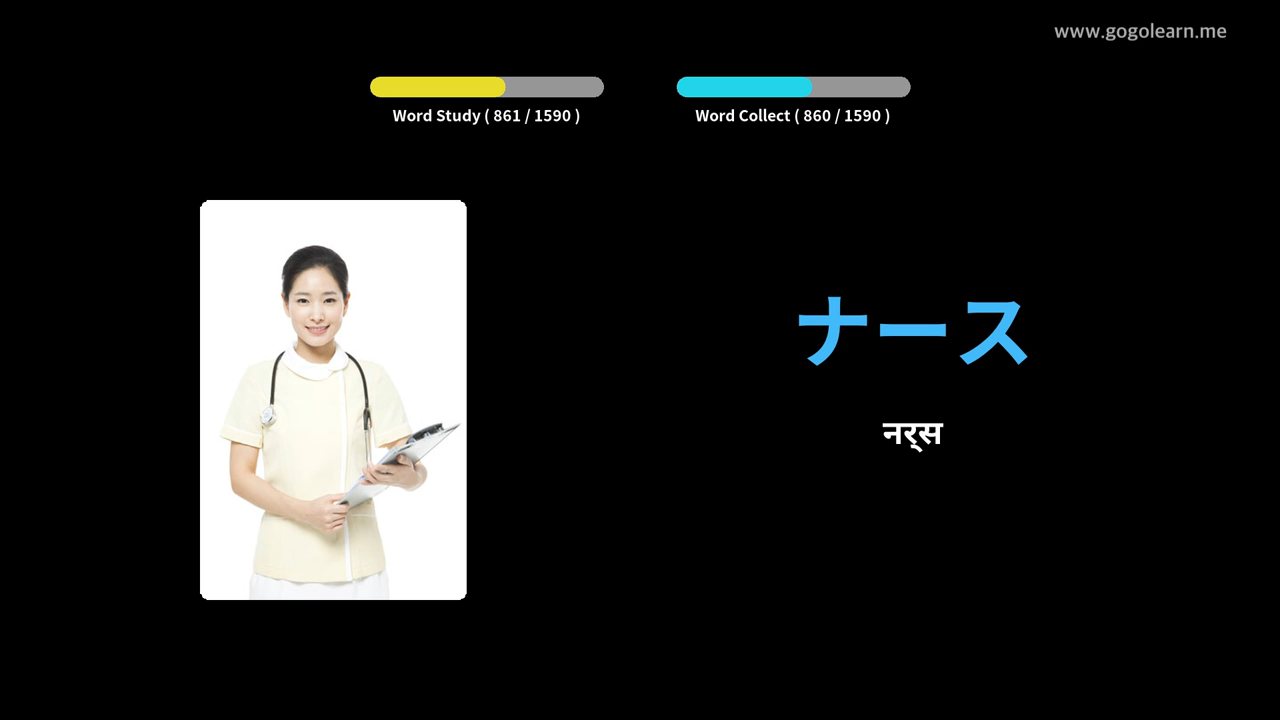 www.gogolearn.me
Word Study ( 861 / 1590 )
Word Collect ( 860 / 1590 )
ナース
नर्‌स